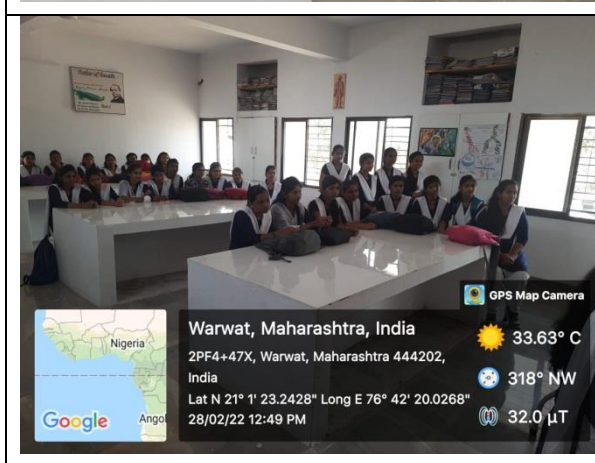 GPS Map Camera
Nigeria
Angol
Google
Warwat, Maharashtra, India
2PF4+47X, Warwat, Maharashtra 444202,
India
Lat N 21° 1' 23.2428" Long E 76° 42' 20.0268"
28/02/22 12:49 PM
33.63° C
318° NW
32.0 µT